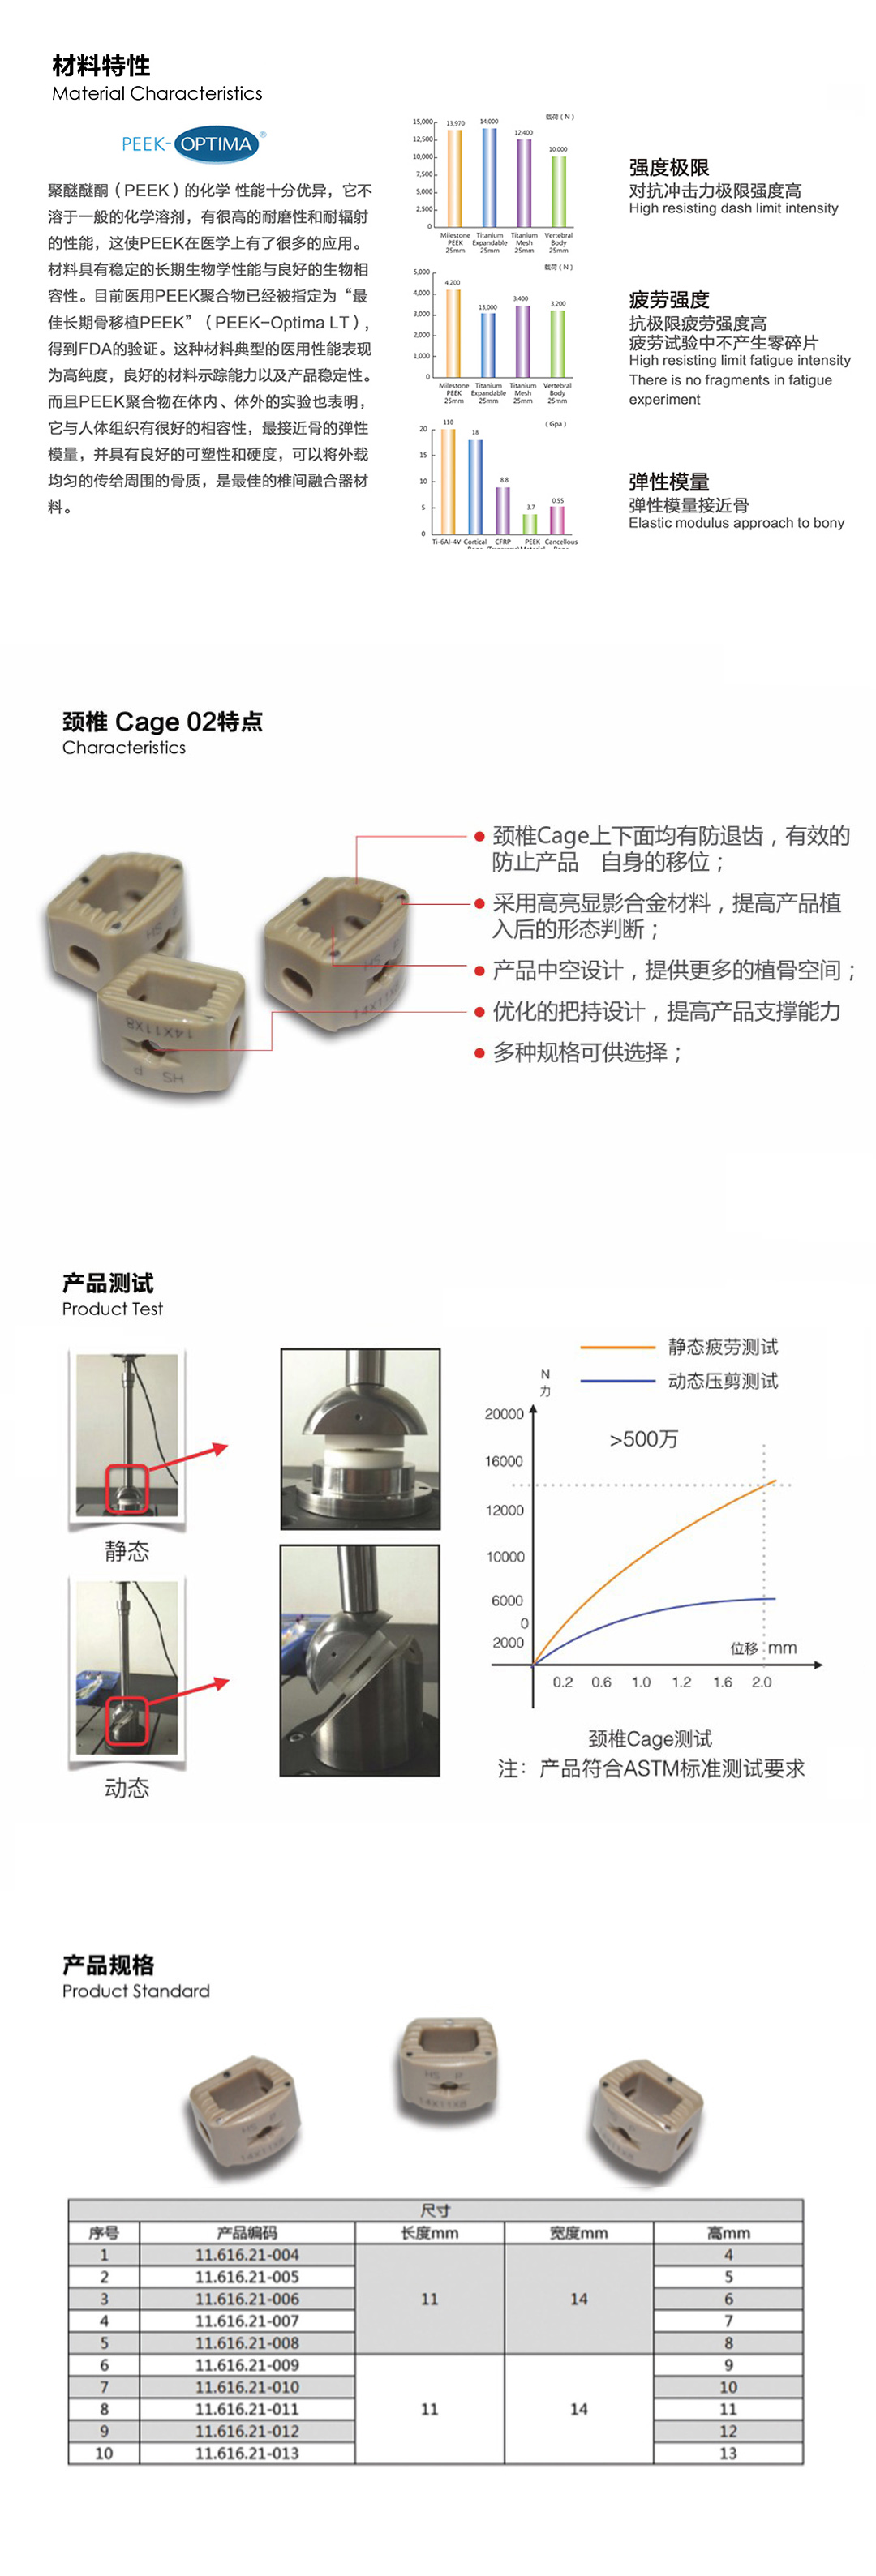 材料特性
Material Characteristics
PEEK-OPTIMA®
聚醚醚酮（PEEK）的化学 性能十分优异，它不
溶于一般的化学溶剂，有很高的耐磨性和耐辐射
的性能，这使PEEK在医学上有了很多的应用。
材料具有稳定的长期生物学性能与良好的生物相
容性。目前医用PEEK聚合物已经被指定为“最
佳长期骨移植PEEK”（PEEK-Optima LT），
得到FDA的验证。这种材料典型的医用性能表现
为高纯度，良好的材料示踪能力以及产品稳定性。
而且PEEK聚合物在体内、体外的实验也表明，
它与人体组织有很好的相容性，最接近骨的弹性
模量，并具有良好的可塑性和硬度，可以将外载
均匀的传给周围的骨质，是最佳的椎间融合器材
料。
载荷（N）
15,000
12,500
10,000
7,500
5,000
2,500
0
13,970
14,000
12,400
10,000
Milestone PEEK 25mm
Titanium Expandable 25mm
Titanium Mesh 25mm
Vertebral Body 25mm
强度极限
对抗冲击力极限强度高
High resisting dash limit intensity
载荷（N）
5,000
4,000
3,000
2,000
1,000
0
4,200
13,000
3,400
3,200
Milestone PEEK 25mm
Titanium Expandable 25mm
Titanium Mesh 25mm
Vertebral Body 25mm
疲劳强度
抗极限疲劳强度高
疲劳试验中不产生零碎片
High resisting limit fatigue intensity
There is no fragments in fatigue
experiment
（Gpa）
20
15
10
5
0
110
18
8.8
3.7
0.55
Ti-6Al-4V Cortical CFRP PEEK Cancellous
弹性模量
弹性模量接近骨
Elastic modulus approach to bony
颈椎 Cage 02特点
Characteristics
颈椎Cage上下面均有防退齿，有效的
防止产品 自身的移位；
采用高亮显影合金材料，提高产品植
入后的形态判断；
产品中空设计，提供更多的植骨空间；
优化的把持设计，提高产品支撑能力
多种规格可供选择；
HS P
14X11X8
HS P
14X11X8
产品测试
Product Test
静态
动态
静态疲劳测试
动态压剪测试
N
力
>500万
20000
16000
12000
10000
6000
0
2000
位移 mm
0.2 0.6 1.0 1.2 1.6 2.0
颈椎Cage测试
注：产品符合ASTM标准测试要求
产品规格
Product Standard
HS P
14X11X8
尺寸
序号 产品编码 长度mm 宽度mm 高mm
1 11.616.21-004 4
2 11.616.21-005 5
3 11.616.21-006 11 14 6
4 11.616.21-007 7
5 11.616.21-008 8
6 11.616.21-009 9
7 11.616.21-010 10
8 11.616.21-011 11 14 11
9 11.616.21-012 12
10 11.616.21-013 13